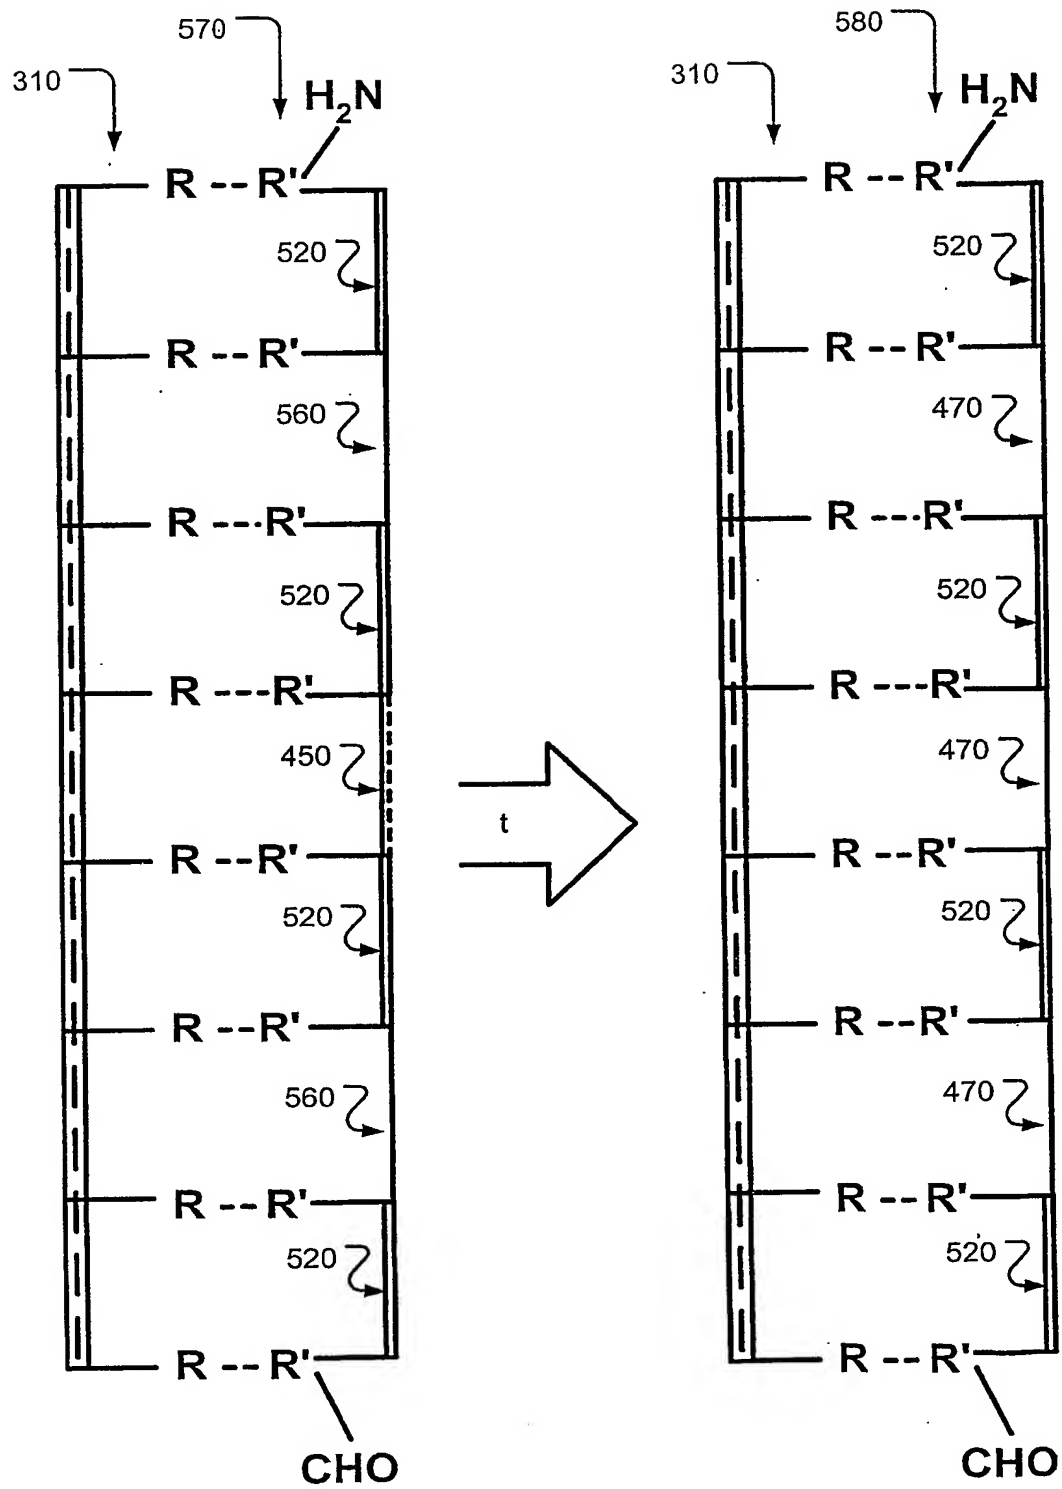 570
310
H₂N
R -- R'
520
R -- R'
560
R --- R'
520
R --- R'
450
R -- R'
520
R -- R'
560
R -- R'
520
R -- R'
CHO
t
580
310
H₂N
R -- R'
520
R -- R'
470
R --- R'
520
R --- R'
470
R -- R'
520
R -- R'
470
R -- R'
520
R -- R'
CHO